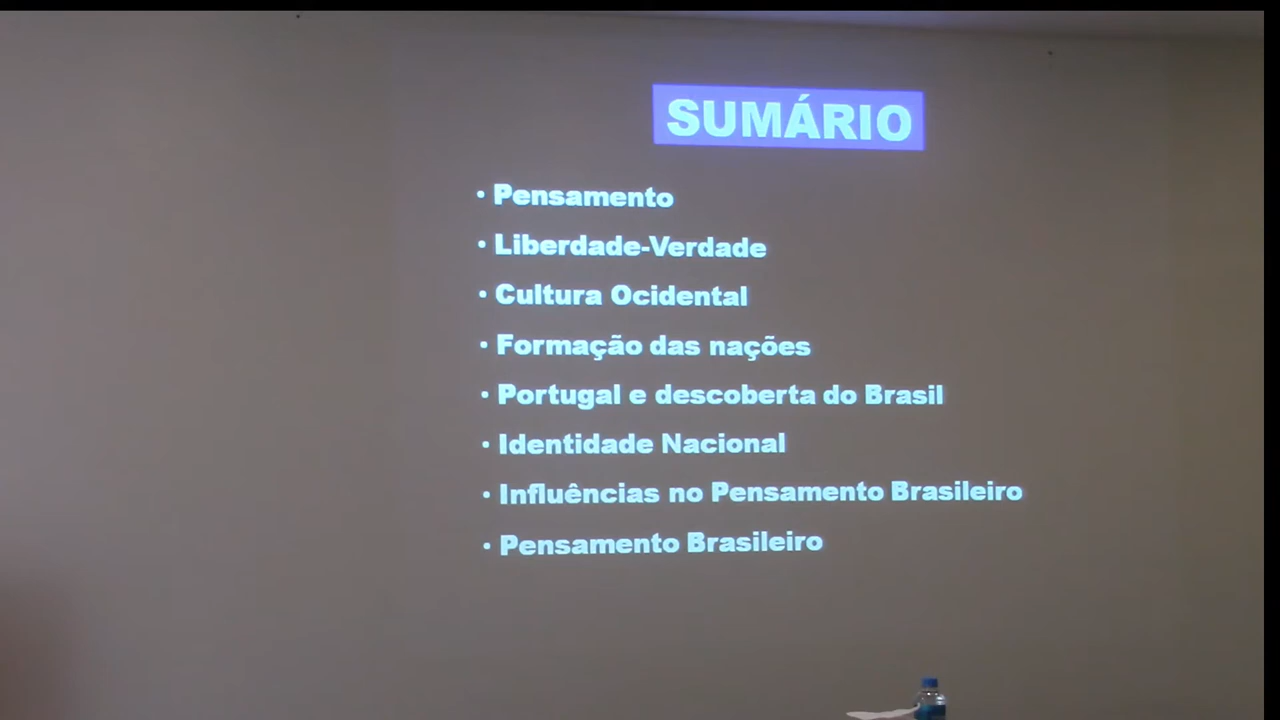 SUMÁRIO
• Pensamento
• Liberdade-Verdade
• Cultura Ocidental
• Formação das nações
• Portugal e descoberta do Brasil
• Identidade Nacional
• Influências no Pensamento Brasileiro
• Pensamento Brasileiro